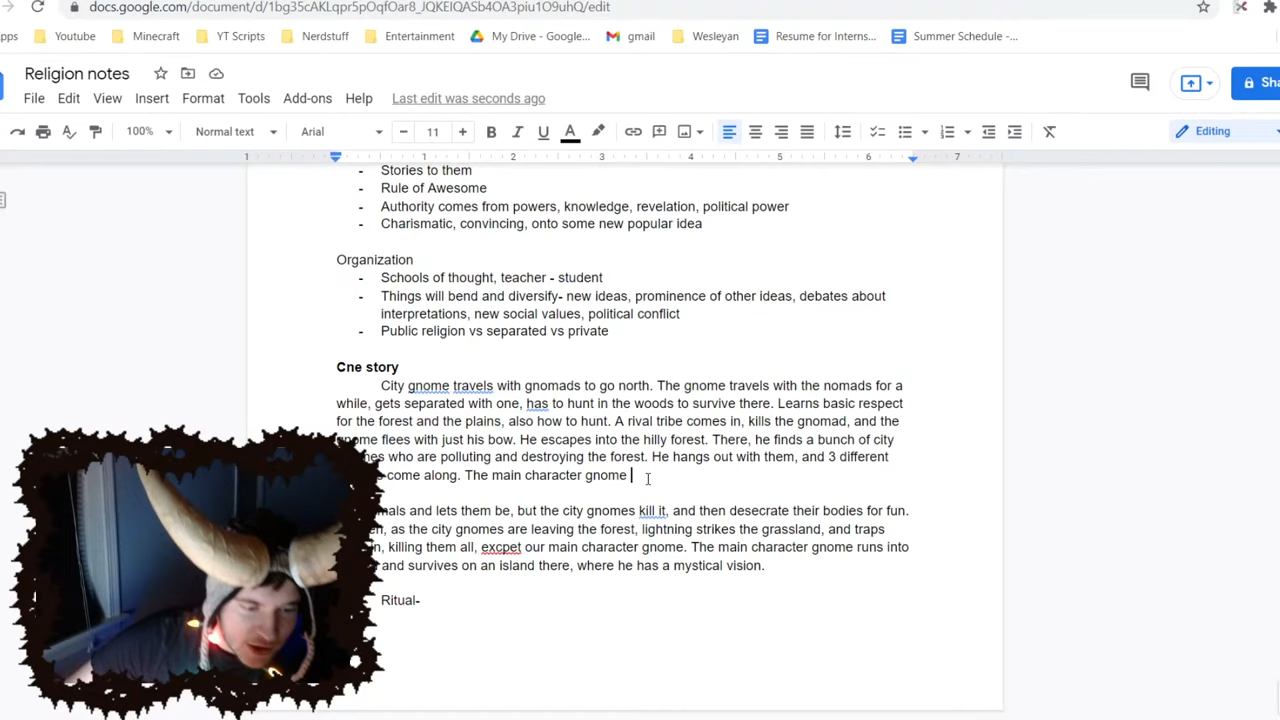 docs.google.com/document/d/1bg35cAKLqpr5pOqfOar8_JQKEIQASb4OA3piu1O9uhQ/edit
Youtube Minecraft YT Scripts Nerdstuff Entertainment My Drive - Google... gmail Wesleyan Resume for Interns... Summer Schedule -...
Religion notes
File Edit View Insert Format Tools Add-ons Help Last edit was seconds ago
100% Normal text Arial 11 B I U A Editing
1 1 2 3 4 5 6 7
- Stories to them
- Rule of Awesome
- Authority comes from powers, knowledge, revelation, political power
- Charismatic, convincing, onto some new popular idea
Organization
- Schools of thought, teacher - student
- Things will bend and diversify- new ideas, prominence of other ideas, debates about
interpretations, new social values, political conflict
- Public religion vs separated vs private
Cne story
City gnome travels with gnomads to go north. The gnome travels with the nomads for a
while, gets separated with one, has to hunt in the woods to survive there. Learns basic respect
for the forest and the plains, also how to hunt. A rival tribe comes in, kills the gnomad, and the
gnome flees with just his bow. He escapes into the hilly forest. There, he finds a bunch of city
who are polluting and destroying the forest. He hangs out with them, and 3 different
come along. The main character gnome
and lets them be, but the city gnomes kill it, and then desecrate their bodies for fun.
as the city gnomes are leaving the forest, lightning strikes the grassland, and traps
killing them all, excpet our main character gnome. The main character gnome runs into
and survives on an island there, where he has a mystical vision.
Ritual-